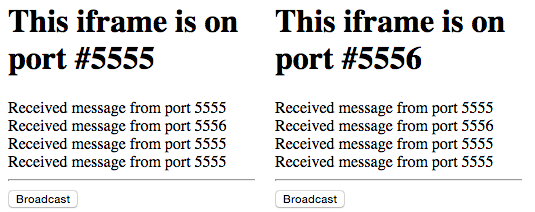 This iframe is on
port #5555
Received message from port 5555
Received message from port 5556
Received message from port 5555
Received message from port 5555
Broadcast
This iframe is on
port #5556
Received message from port 5555
Received message from port 5556
Received message from port 5555
Received message from port 5555
Broadcast